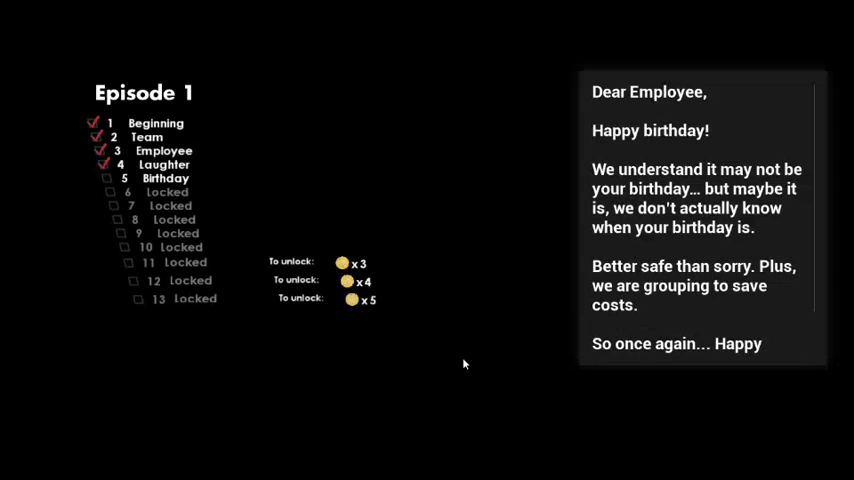 Episode 1
1 Beginning
2 Team
3 Employee
4 Laughter
5 Birthday
6 Locked
7 Locked
8 Locked
9 Locked
10 Locked
11 Locked To unlock: x 3
12 Locked To unlock: x 4
13 Locked To unlock: x 5
Dear Employee,
Happy birthday!
We understand it may not be
your birthday... but maybe it
is, we don't actually know
when your birthday is.
Better safe than sorry. Plus,
we are grouping to save
costs.
So once again... Happy